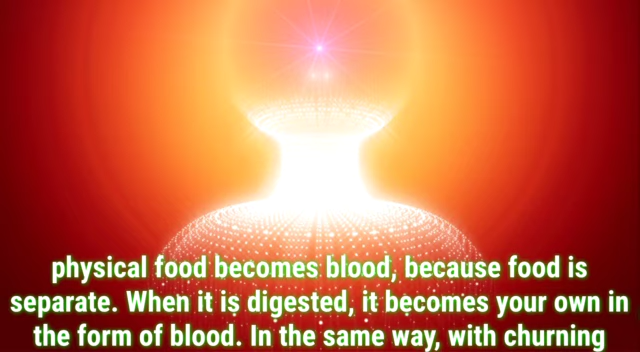 physical food becomes blood, because food is
separate. When it is digested, it becomes your own in
the form of blood. In the same way, with churning